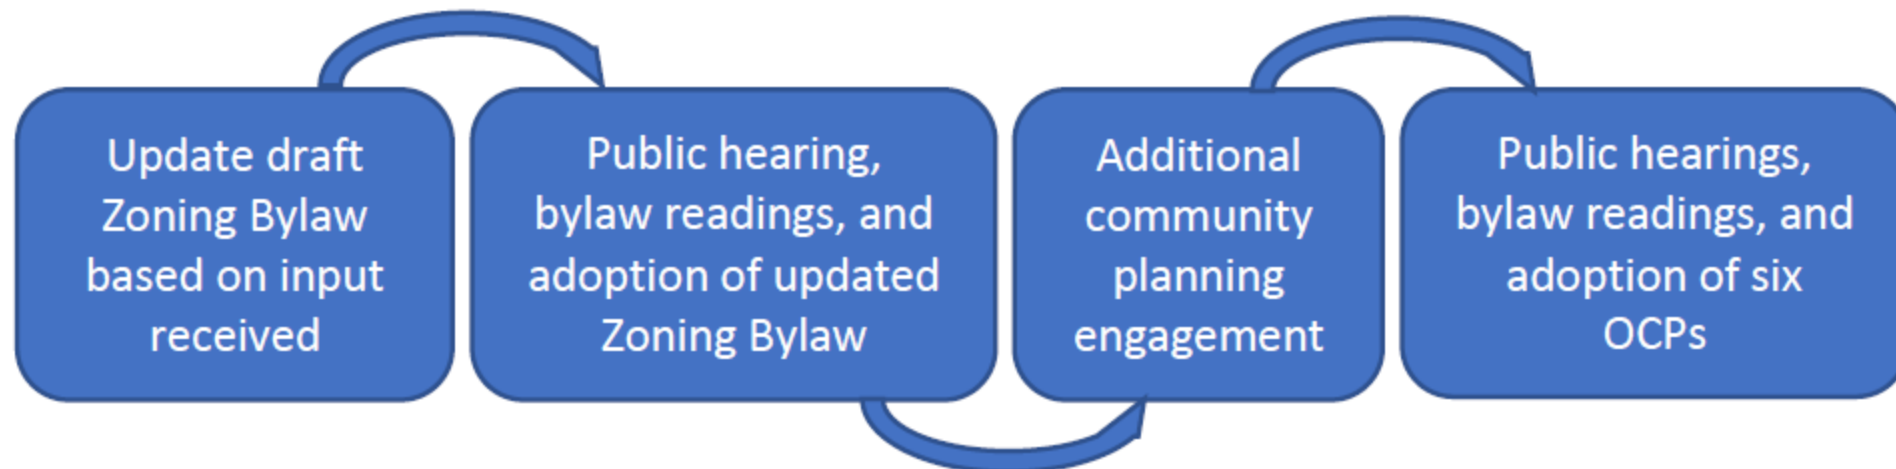 Update draft
Zoning Bylaw
based on input
received
Public hearing,
bylaw readings, and
adoption of updated
Zoning Bylaw
Additional
community
planning
engagement
Public hearings,
bylaw readings, and
adoption of six
OCPs